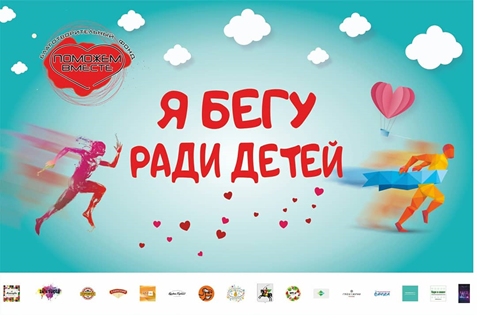 БЛАГОТВОРИТЕЛЬНЫЙ ФОНД
ПОМОЖЕМ
ВМЕСТЕ
Я БЕГУ
РАДИ ДЕТЕЙ